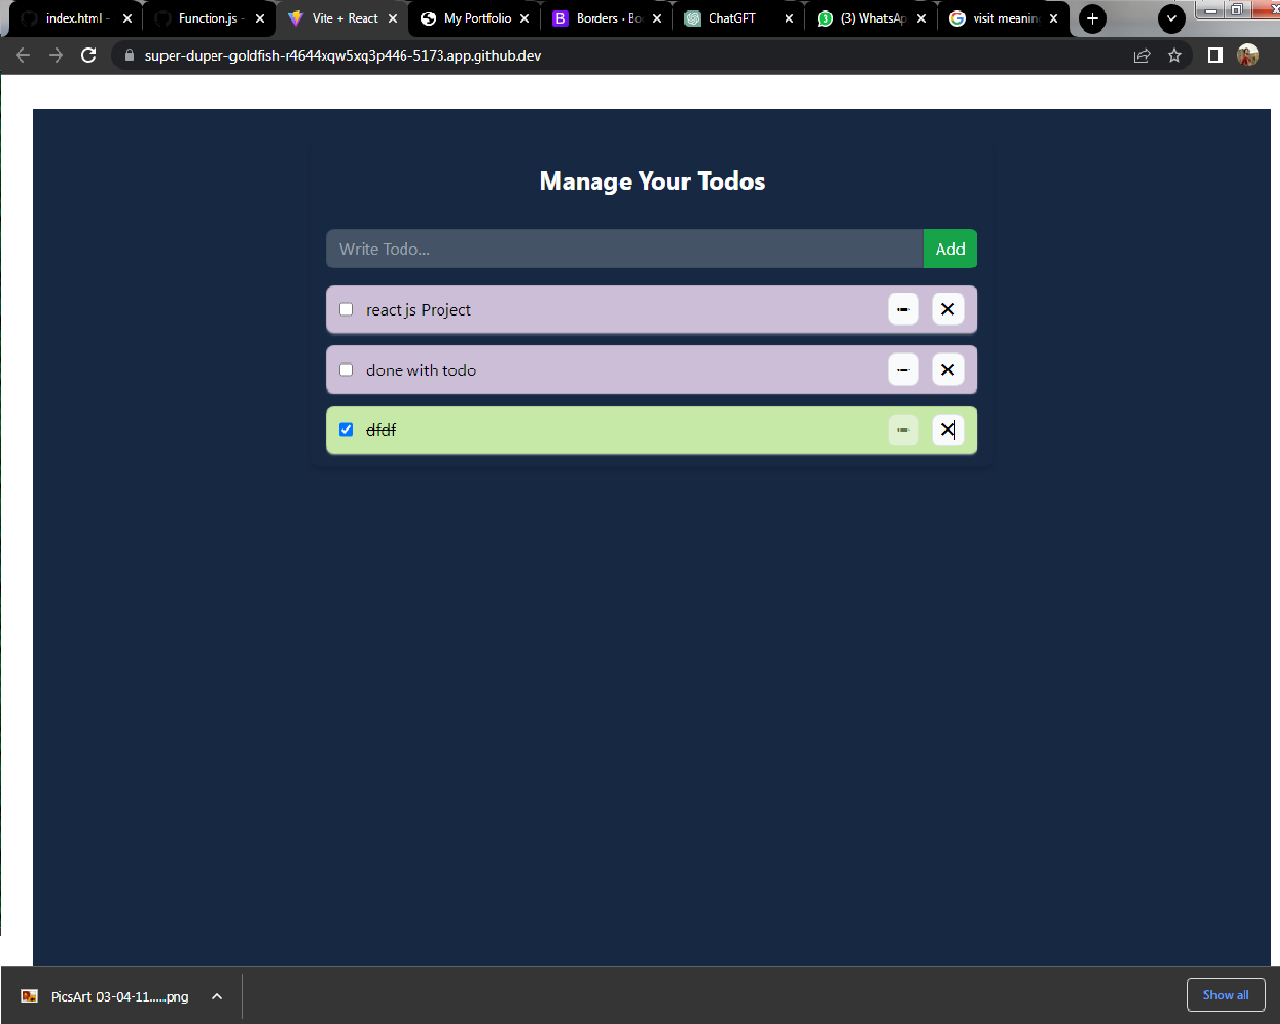 index.html -
Function.js -
Vite + React
My Portfolio
Borders · Bo
ChatGPT
(3) WhatsAp
visit meanin
super-duper-goldfish-r4644xqw5xq3p446-5173.app.github.dev
Manage Your Todos
Write Todo...
Add
react js Project
done with todo
dfdf
PicsArt 03-04-11......png
Show all